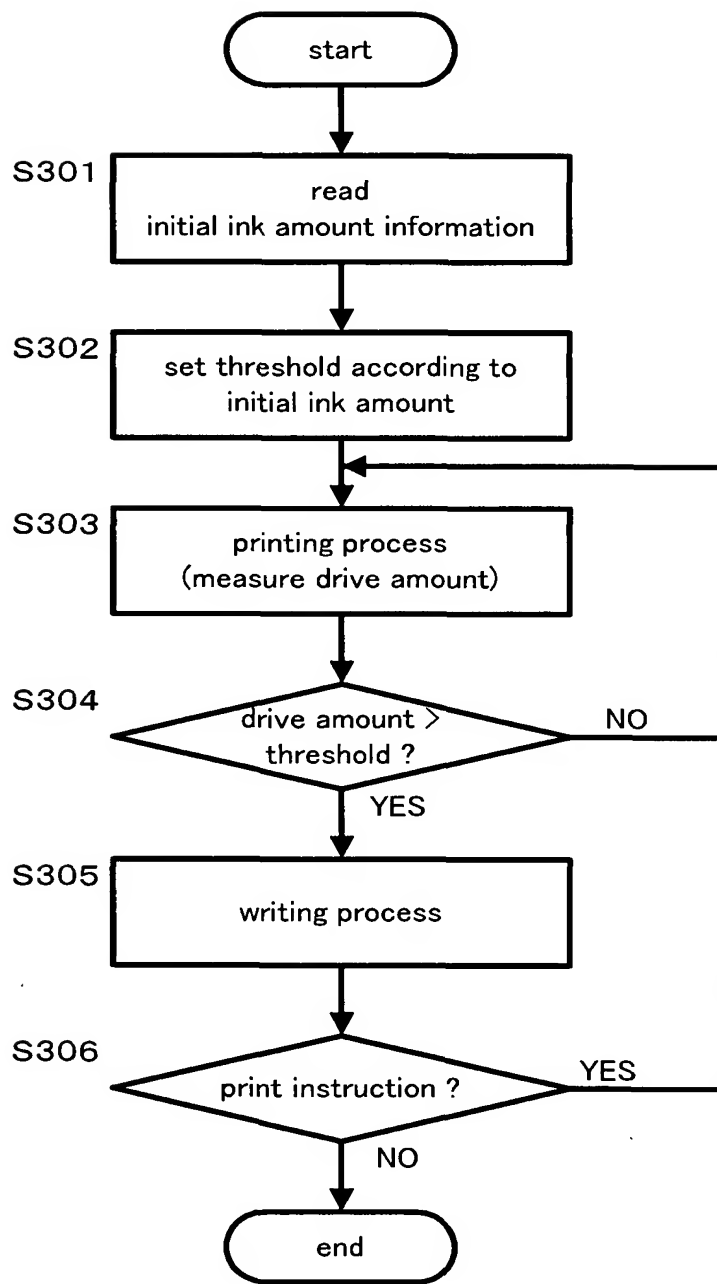 start
S301
read
initial ink amount information
S302
set threshold according to
initial ink amount
S303
printing process
(measure drive amount)
S304
drive amount >
threshold ?
NO
YES
S305
writing process
S306
print instruction ?
YES
NO
end